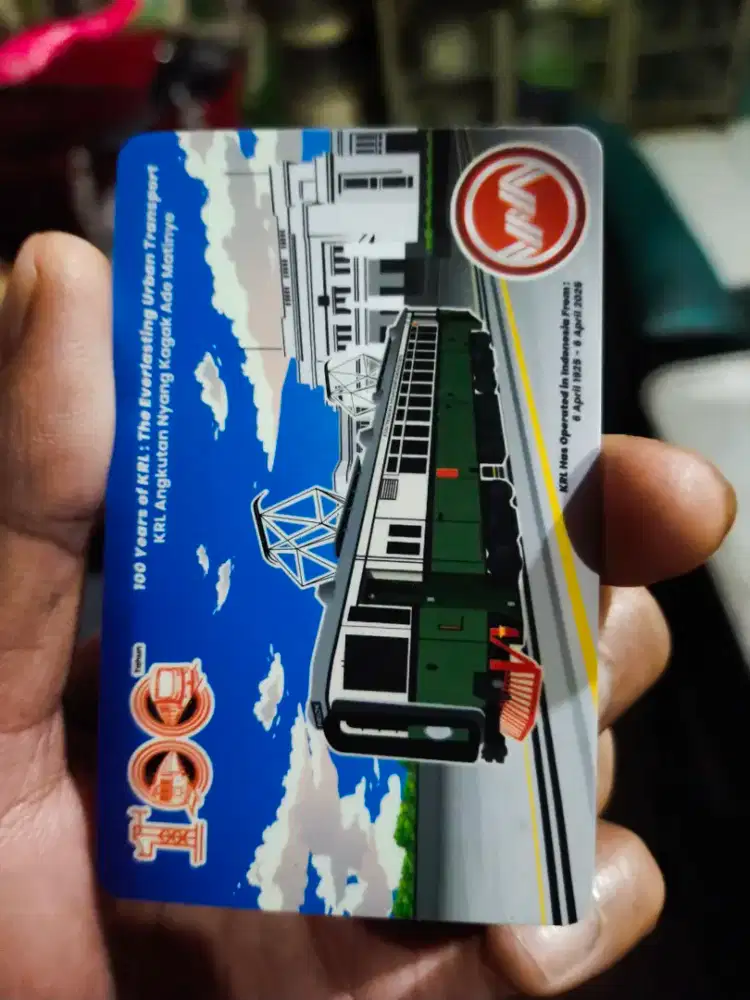 100 Tahun
100 Years of KRL : The Everlasting Urban Transport
KRL Angkutan Nyang Kagak Ade Matinye
KRL Has Operated in Indonesia From :
6 April 1925 - 6 April 2025